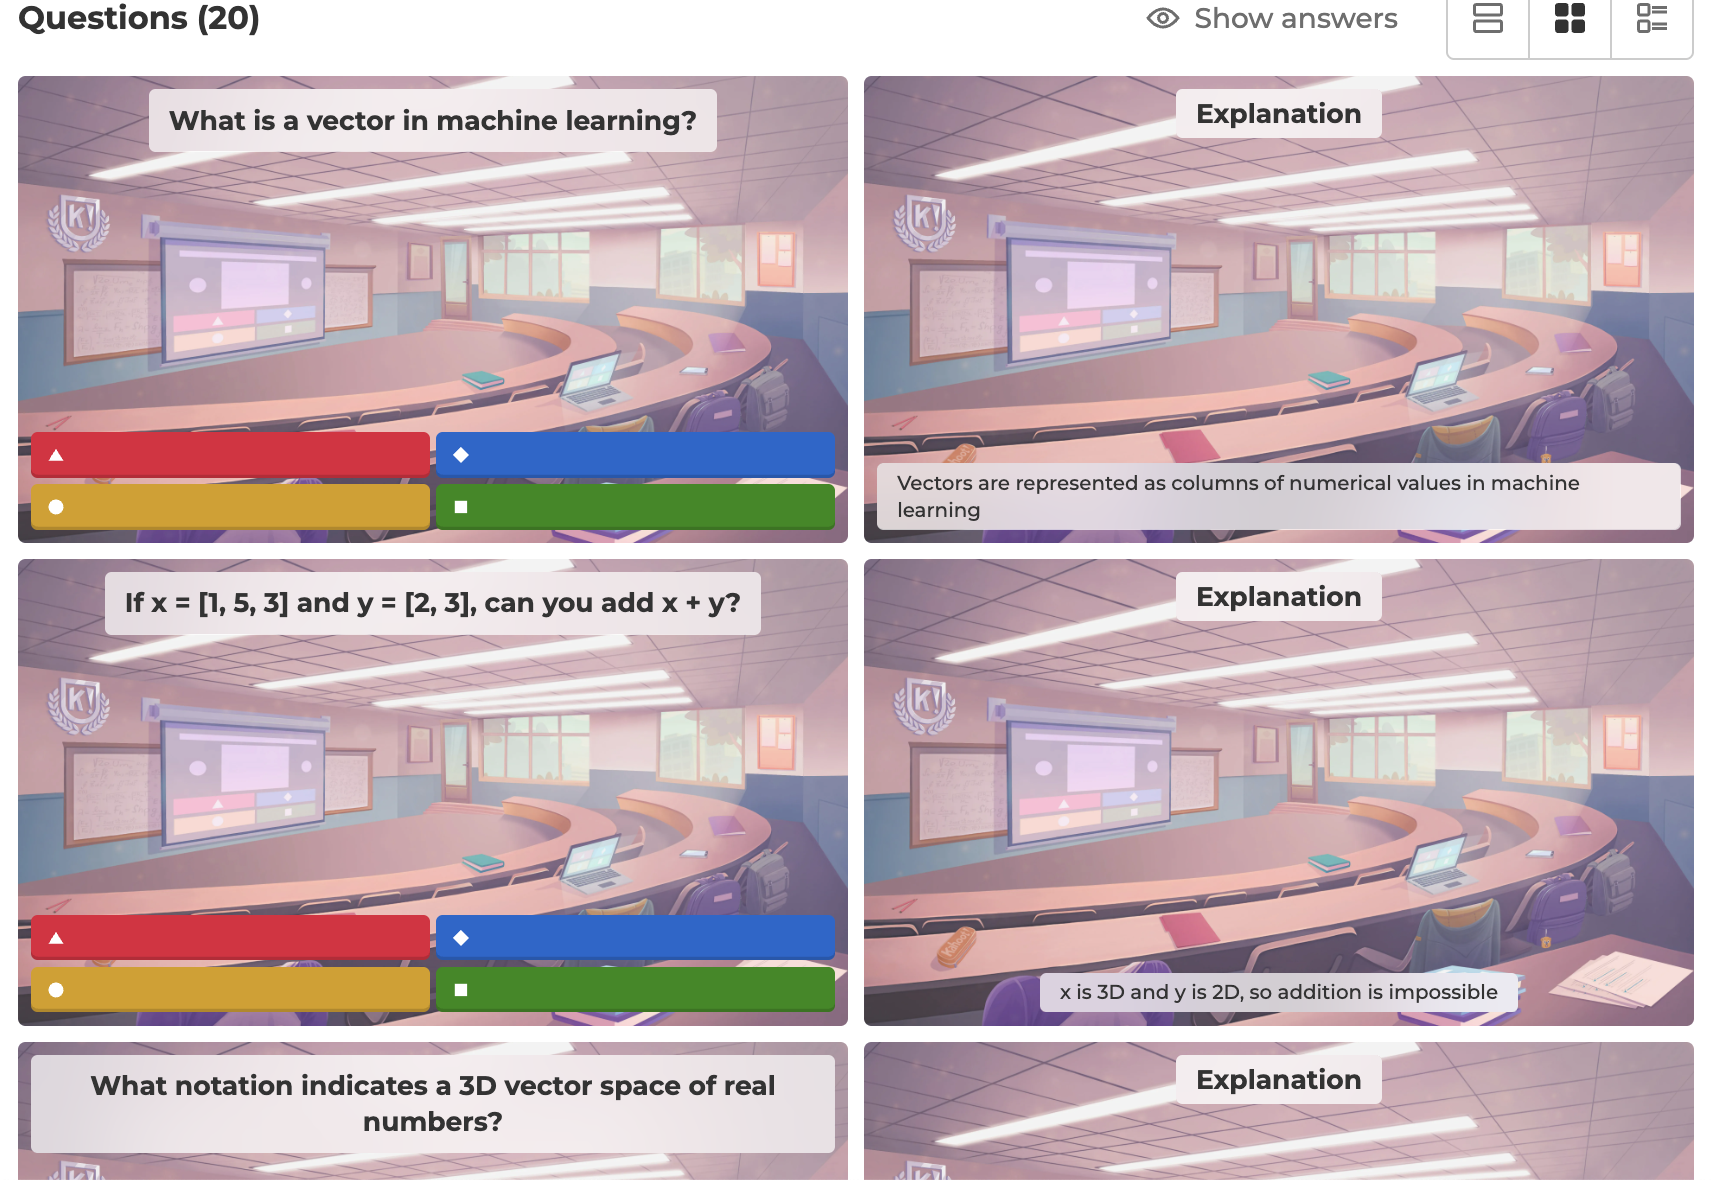 Questions (20)
Show answers
What is a vector in machine learning?
Explanation
Vectors are represented as columns of numerical values in machine
learning
If x = [1, 5, 3] and y = [2, 3], can you add x + y?
Explanation
x is 3D and y is 2D, so addition is impossible
What notation indicates a 3D vector space of real
numbers?
Explanation